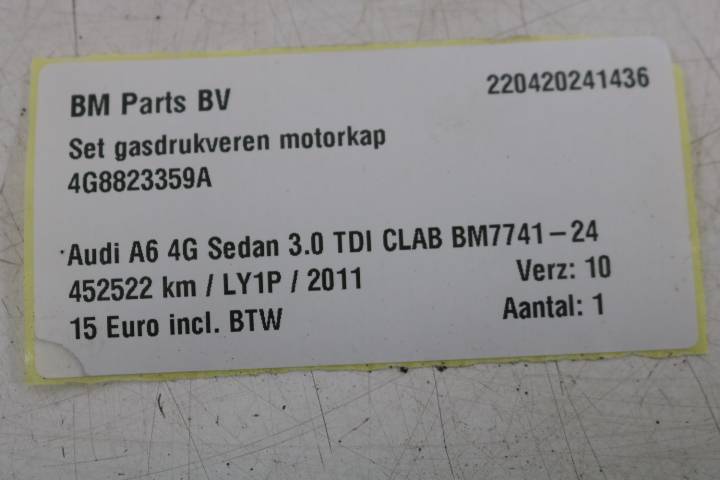 BM Parts BV 220420241436
Set gasdrukveren motorkap
4G8823359A
Audi A6 4G Sedan 3.0 TDI CLAB BM7741-24
452522 km / LY1P / 2011 Verz: 10
15 Euro incl. BTW Aantal: 1